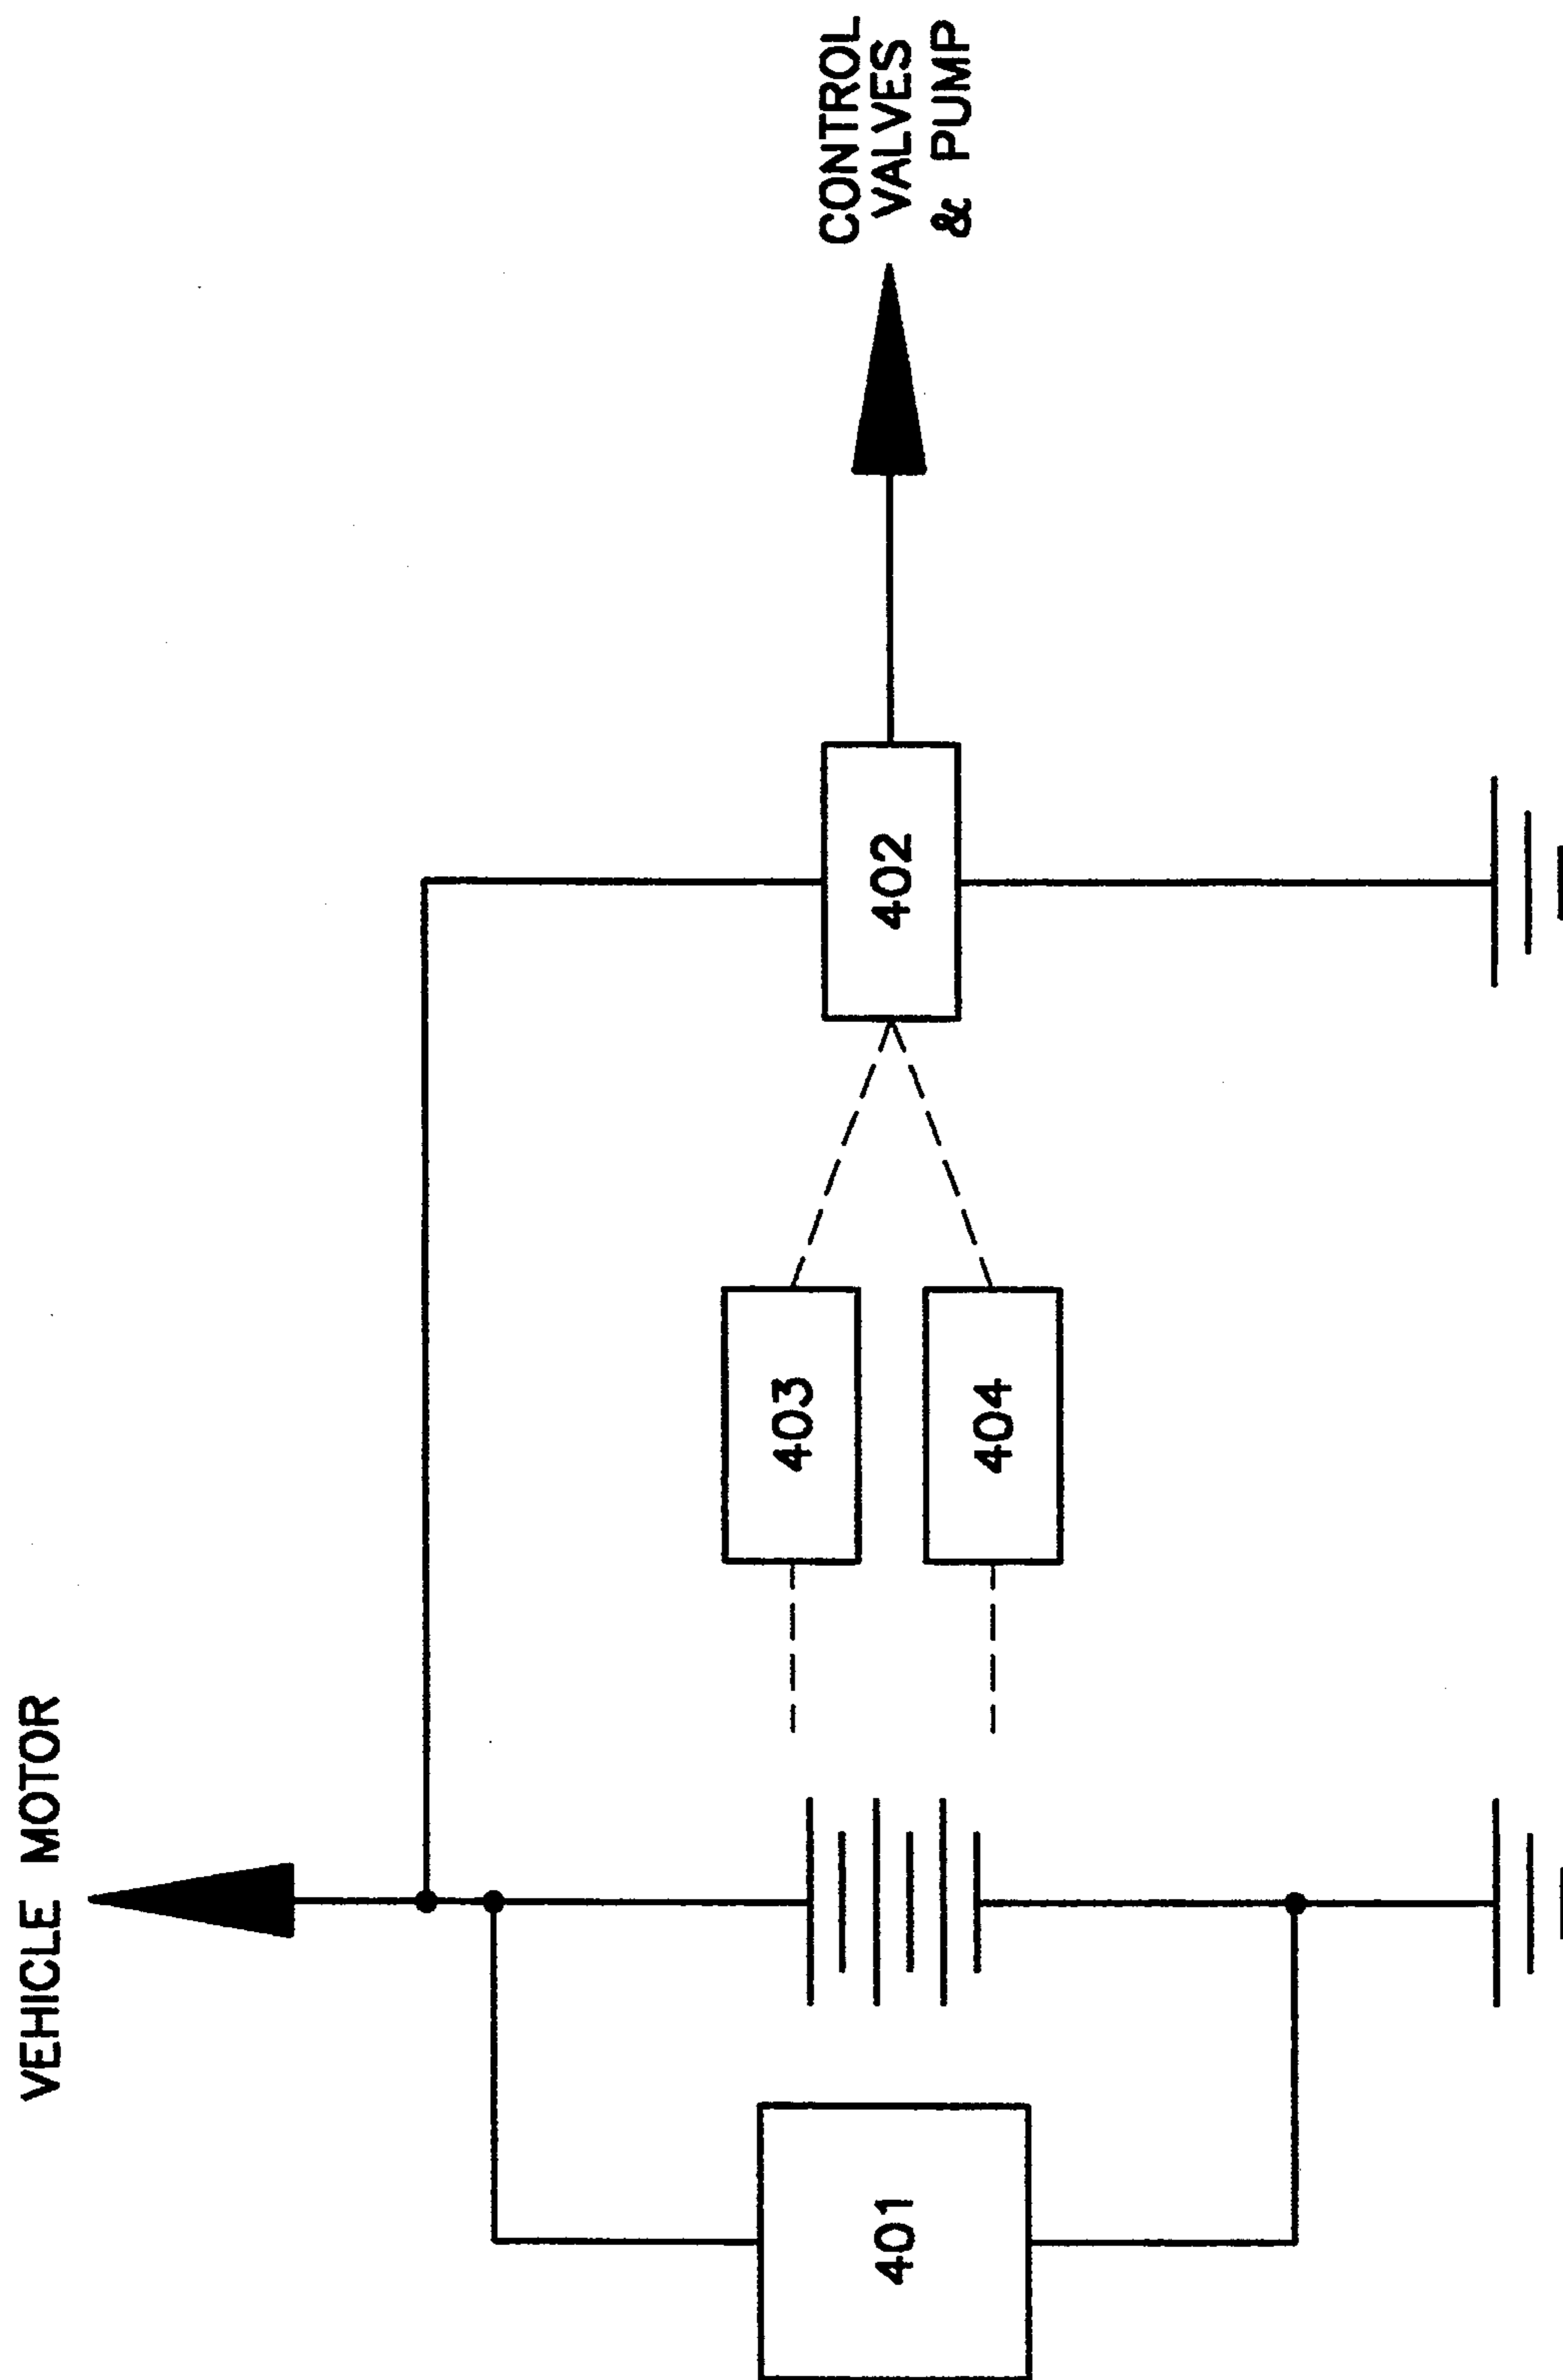 VEHICLE MOTOR
CONTROL
VALVES
& PUMP
401
403
404
402